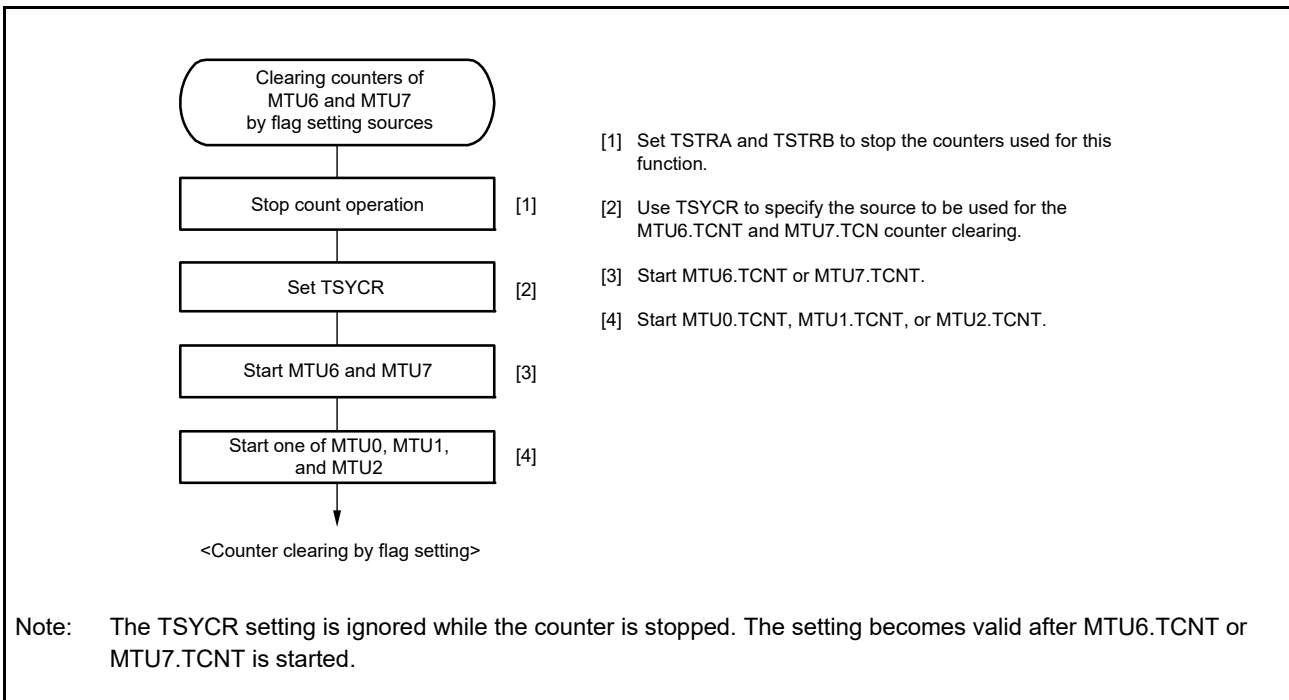 Clearing counters of
MTU6 and MTU7
by flag setting sources
Stop count operation
[1]
Set TSYCR
[2]
Start MTU6 and MTU7
[3]
Start one of MTU0, MTU1,
and MTU2
[4]
<Counter clearing by flag setting>
[1] Set TSTRA and TSTRB to stop the counters used for this
function.
[2] Use TSYCR to specify the source to be used for the
MTU6.TCNT and MTU7.TCN counter clearing.
[3] Start MTU6.TCNT or MTU7.TCNT.
[4] Start MTU0.TCNT, MTU1.TCNT, or MTU2.TCNT.
Note: The TSYCR setting is ignored while the counter is stopped. The setting becomes valid after MTU6.TCNT or
MTU7.TCNT is started.